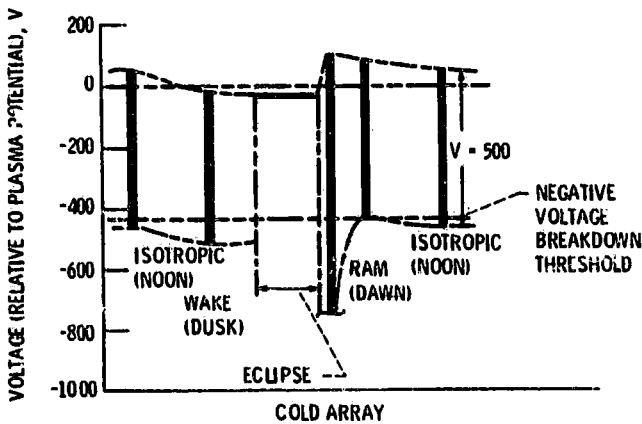 VOLTAGE (RELATIVE TO PLASMA POTENTIAL), V
200
0
-200
-400
-600
-800
-1000
ISOTROPIC
(NOON)
WAKE
(DUSK)
ECLIPSE
RAM
(DAWN)
ISOTROPIC
(NOON)
V = 500
NEGATIVE
VOLTAGE
BREAKDOWN
THRESHOLD
COLD ARRAY